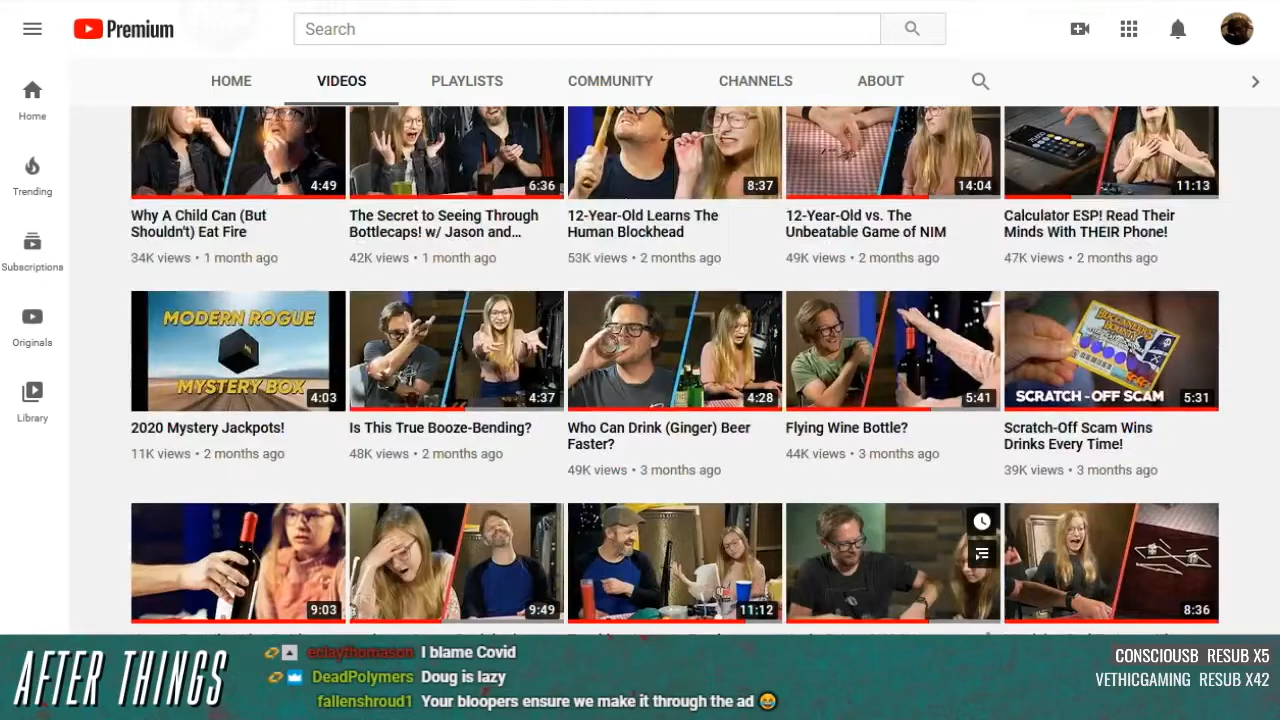 Premium
Search
HOME
VIDEOS
PLAYLISTS
COMMUNITY
CHANNELS
ABOUT
Home
Trending
Subscriptions
Originals
Library
4:49
6:36
8:37
14:04
11:13
Why A Child Can (But
Shouldn't) Eat Fire
34K views • 1 month ago
The Secret to Seeing Through
Bottlecaps! w/ Jason and...
42K views • 1 month ago
12-Year-Old Learns The
Human Blockhead
53K views • 2 months ago
12-Year-Old vs. The
Unbeatable Game of NIM
49K views • 2 months ago
Calculator ESP! Read Their
Minds With THEIR Phone!
47K views • 2 months ago
MODERN ROGUE
MYSTERY BOX
4:03
4:37
4:28
5:41
SCRATCH-OFF SCAM
5:31
2020 Mystery Jackpots!
11K views • 2 months ago
Is This True Booze-Bending?
48K views • 2 months ago
Who Can Drink (Ginger) Beer
Faster?
49K views • 3 months ago
Flying Wine Bottle?
44K views • 3 months ago
Scratch-Off Scam Wins
Drinks Every Time!
39K views • 3 months ago
9:03
9:49
11:12
8:36
AFTER THINGS
eclaythomason I blame Covid
DeadPolymers Doug is lazy
fallenshroud1 Your bloopers ensure we make it through the ad 😂
CONSCIOUSB RESUB X5
VETHICGAMING RESUB X42